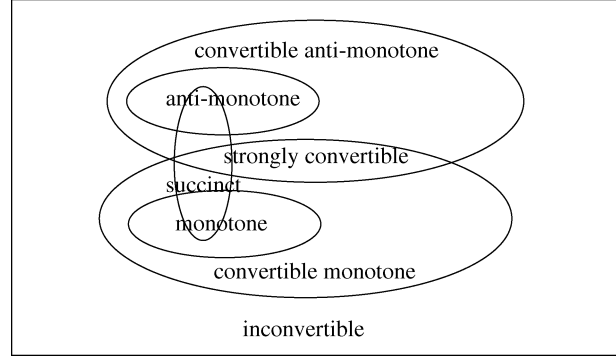 convertible anti-monotone
anti-monotone
strongly convertible
succinct
monotone
convertible monotone
inconvertible